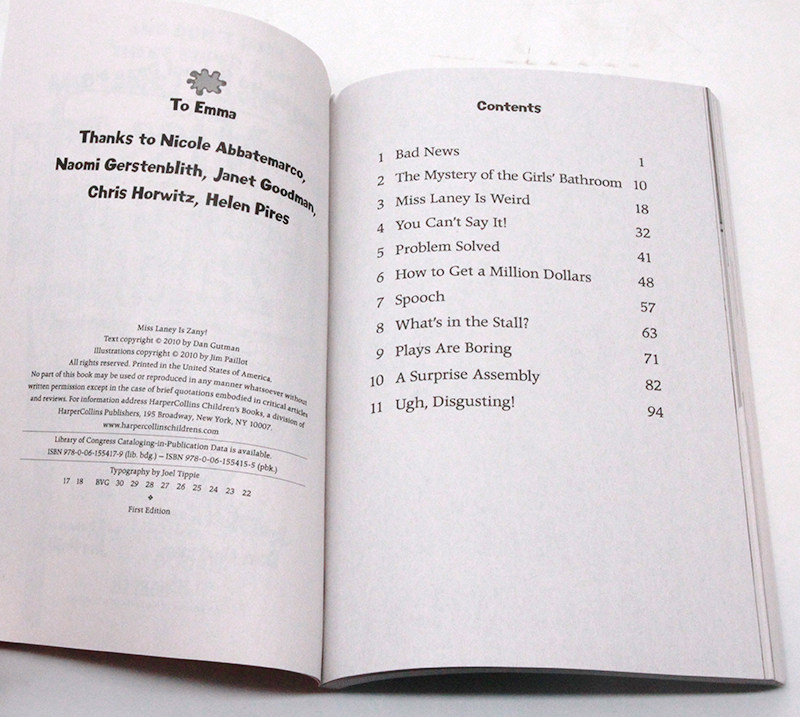 To Emma
Thanks to Nicole Abbatemarco,
Naomi Gerstenblith, Janet Goodman,
Chris Horwitz, Helen Pires
Miss Laney Is Zany!
Text copyright © 2010 by Dan Gutman
Illustrations copyright © 2010 by Jim Paillot
All rights reserved. Printed in the United States of America.
No part of this book may be used or reproduced in any manner whatsoever without
written permission except in the case of brief quotations embodied in critical articles
and reviews. For information address HarperCollins Children's Books, a division of
HarperCollins Publishers, 195 Broadway, New York, NY 10007.
www.harpercollinschildrens.com
Library of Congress Cataloging-in-Publication Data is available.
ISBN 978-0-06-155417-9 (lib. bdg.) – ISBN 978-0-06-155415-5 (pbk.)
Typography by Joel Tippie
17 18 BVG 30 29 28 27 26 25 24 23 22
First Edition
Contents
1 Bad News 1
2 The Mystery of the Girls' Bathroom 10
3 Miss Laney Is Weird 18
4 You Can't Say It! 32
5 Problem Solved 41
6 How to Get a Million Dollars 48
7 Spooch 57
8 What's in the Stall? 63
9 Plays Are Boring 71
10 A Surprise Assembly 82
11 Ugh, Disgusting! 94